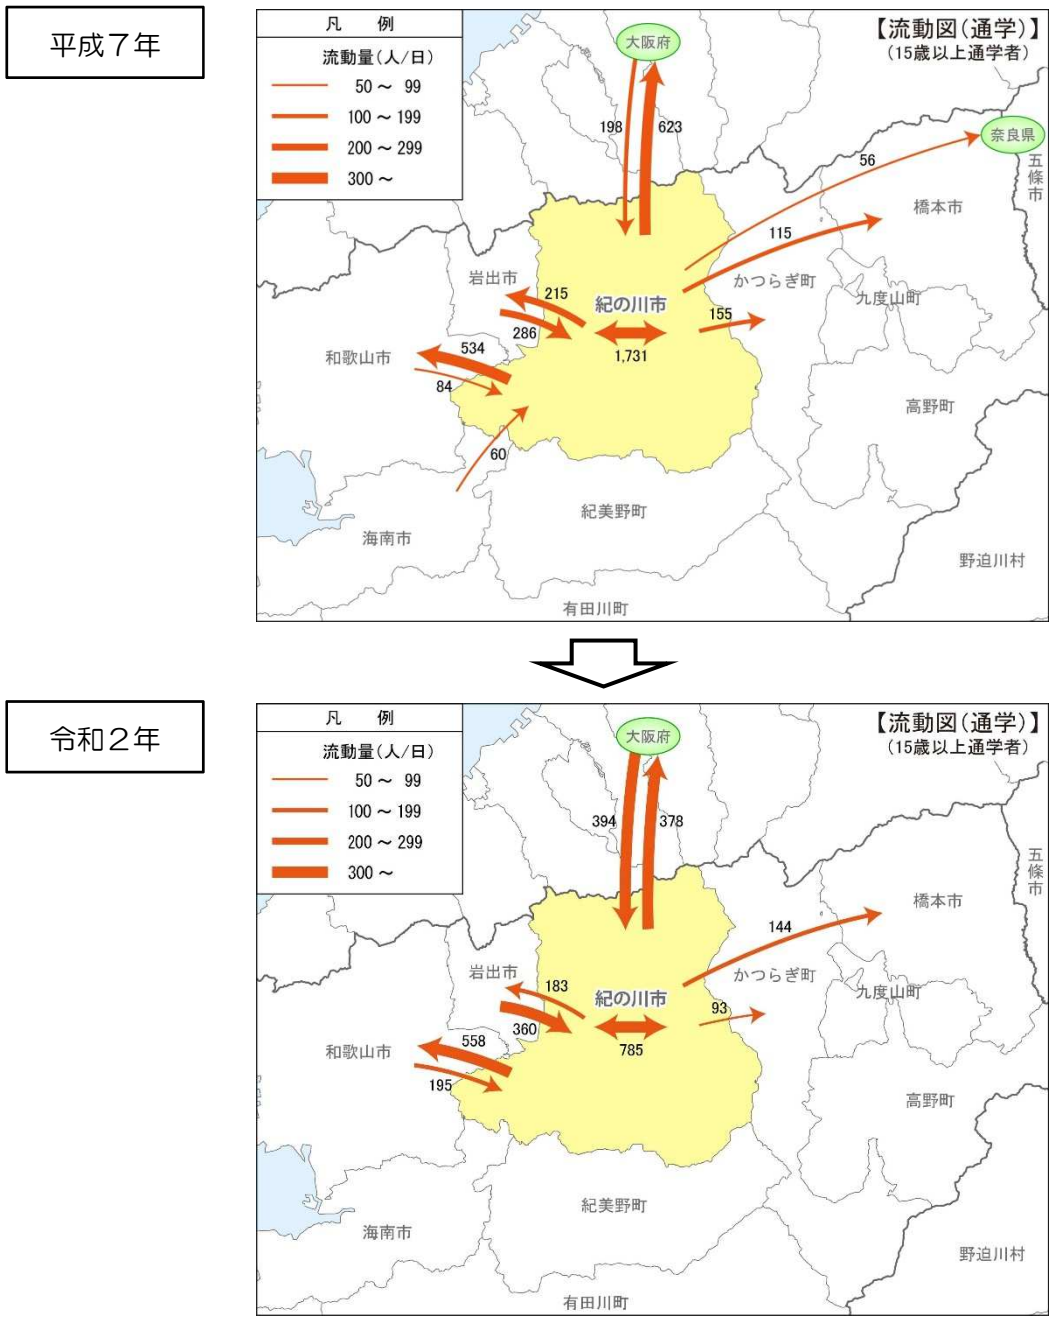 平成７年
凡　例
流動量(人/日)
50～ 99
100～199
200～299
300～
【流動図(通学)】
(15歳以上通学者)
大阪府
奈良県
五條市
198
623
56
橋本市
115
岩出市
かつらぎ町
九度山町
215
紀の川市
155
286
534
1,731
和歌山市
84
高野町
60
紀美野町
海南市
野迫川村
有田川町
令和２年
凡　例
流動量(人/日)
50～ 99
100～199
200～299
300～
【流動図(通学)】
(15歳以上通学者)
大阪府
394
378
五條市
橋本市
144
岩出市
かつらぎ町
183
紀の川市
九度山町
93
360
558
785
和歌山市
195
高野町
紀美野町
海南市
野迫川村
有田川町